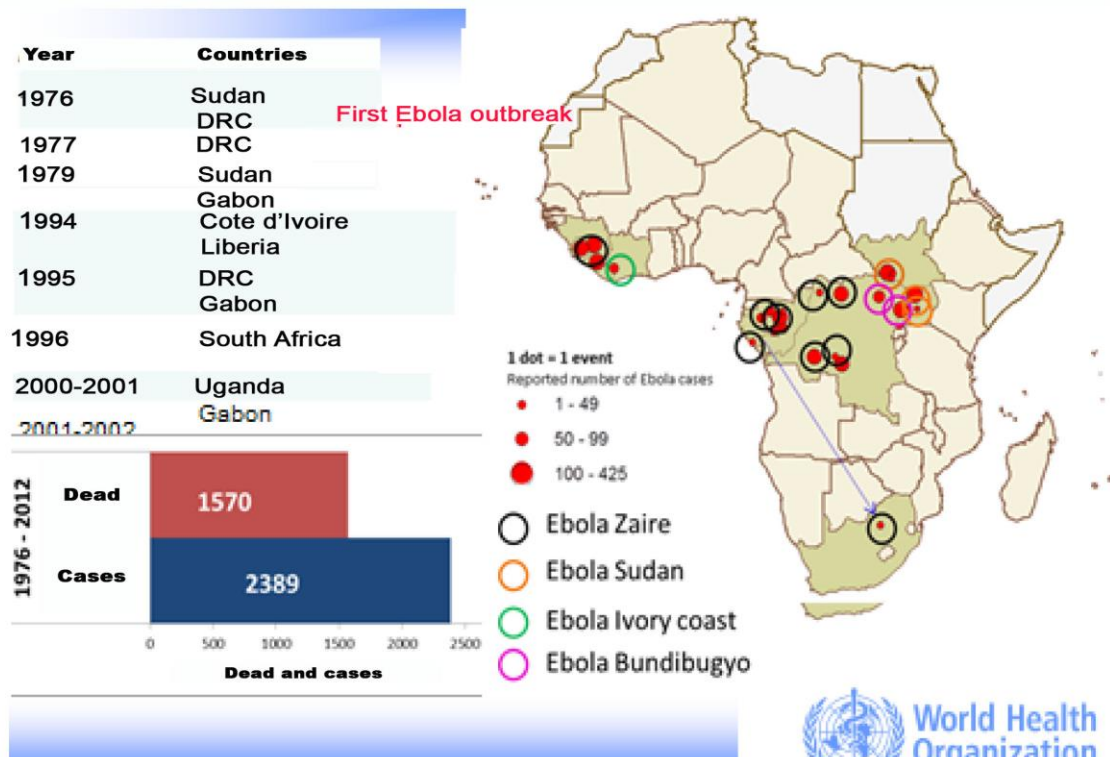 Year Countries
1976 Sudan
DRC
First Ebola outbreak
1977 DRC
1979 Sudan
Gabon
1994 Cote d'Ivoire
Liberia
1995 DRC
Gabon
1996 South Africa
2000-2001 Uganda
Gabon
2001-2002
1976 - 2012
Dead
1570
Cases
2389
0 500 1000 1500 2000 2500
Dead and cases
1 dot = 1 event
Reported number of Ebola cases
1 - 49
50 - 99
100 - 425
Ebola Zaire
Ebola Sudan
Ebola Ivory coast
Ebola Bundibugyo
World Health
Organization